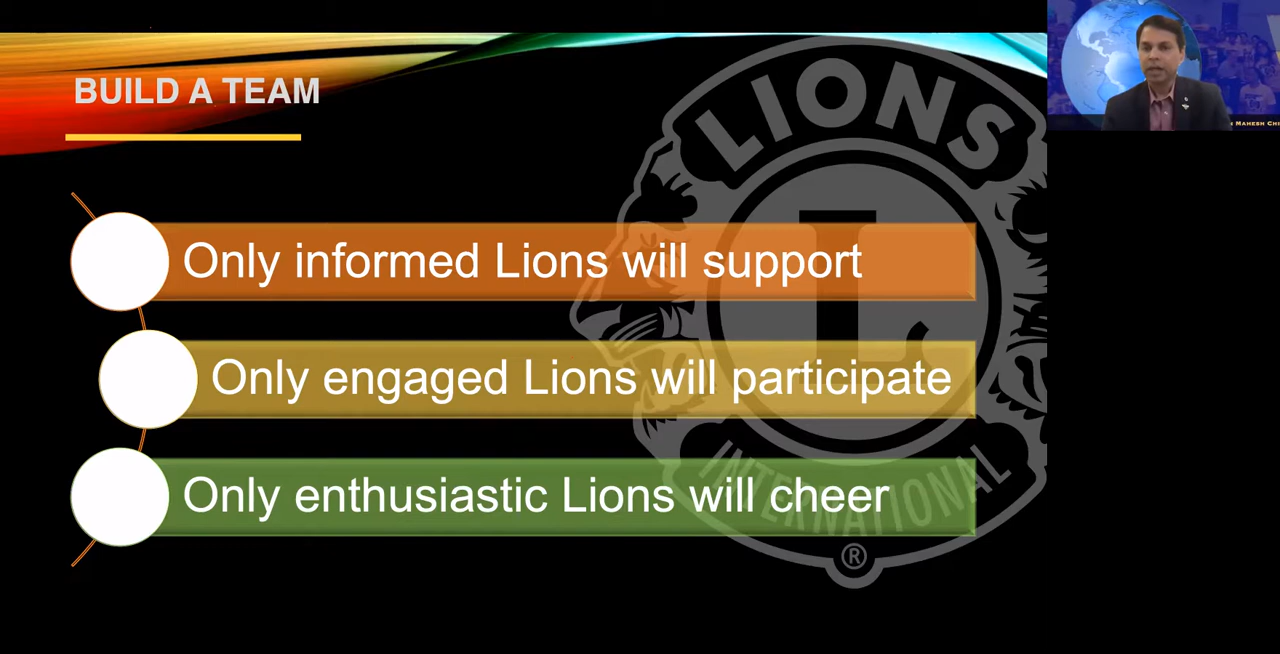 BUILD A TEAM
LIONS
Only informed Lions will support
L
Only engaged Lions will participate
Only enthusiastic Lions will cheer
INTERNATIONAL
®
MAHESH